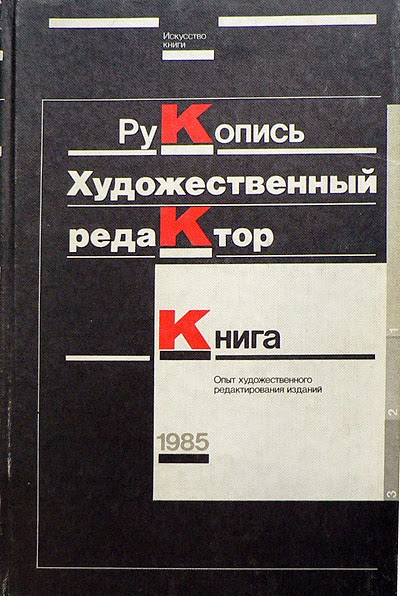 Искусство
книги
РуКопись
Художественный
редаКтор
Книга
Опыт художественного
редактирования изданий
1985
1
2
3